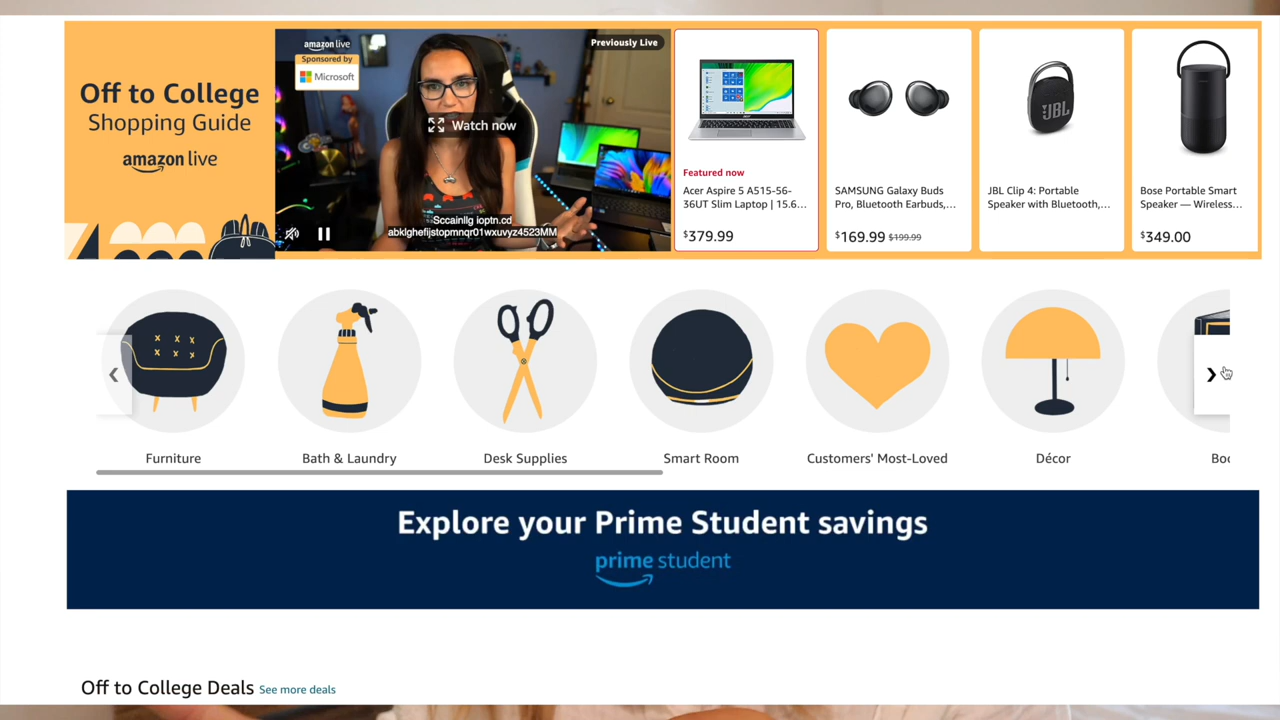 Off to College
Shopping Guide
amazon live
amazon live
Sponsored by
Microsoft
Previously Live
Watch now
Sccainllg ioptn.cd
abklghefijstopmnqr01wxuvyz4523MM
Featured now
Acer Aspire 5 A515-56-
36UT Slim Laptop | 15.6...
$379.99
SAMSUNG Galaxy Buds
Pro, Bluetooth Earbuds,...
$169.99 $199.99
JBL
JBL Clip 4: Portable
Speaker with Bluetooth,...
Bose Portable Smart
Speaker — Wireless...
$349.00
Furniture
Bath & Laundry
Desk Supplies
Smart Room
Customers' Most-Loved
Décor
Boo
Explore your Prime Student savings
prime student
Off to College Deals See more deals